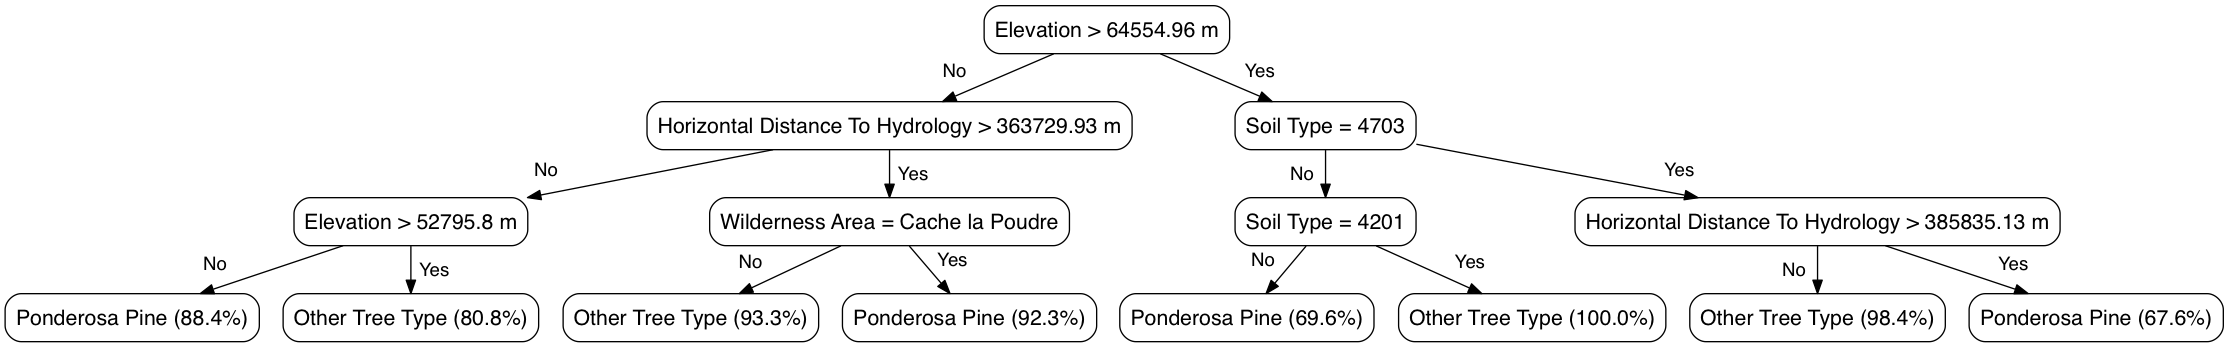 Elevation > 64554.96 m
No
Yes
Horizontal Distance To Hydrology > 363729.93 m
Soil Type = 4703
No
Yes
No
Yes
Elevation > 52795.8 m
Wilderness Area = Cache la Poudre
Soil Type = 4201
Horizontal Distance To Hydrology > 385835.13 m
No
Yes
No
Yes
No
Yes
No
Yes
Ponderosa Pine (88.4%)
Other Tree Type (80.8%)
Other Tree Type (93.3%)
Ponderosa Pine (92.3%)
Ponderosa Pine (69.6%)
Other Tree Type (100.0%)
Other Tree Type (98.4%)
Ponderosa Pine (67.6%)